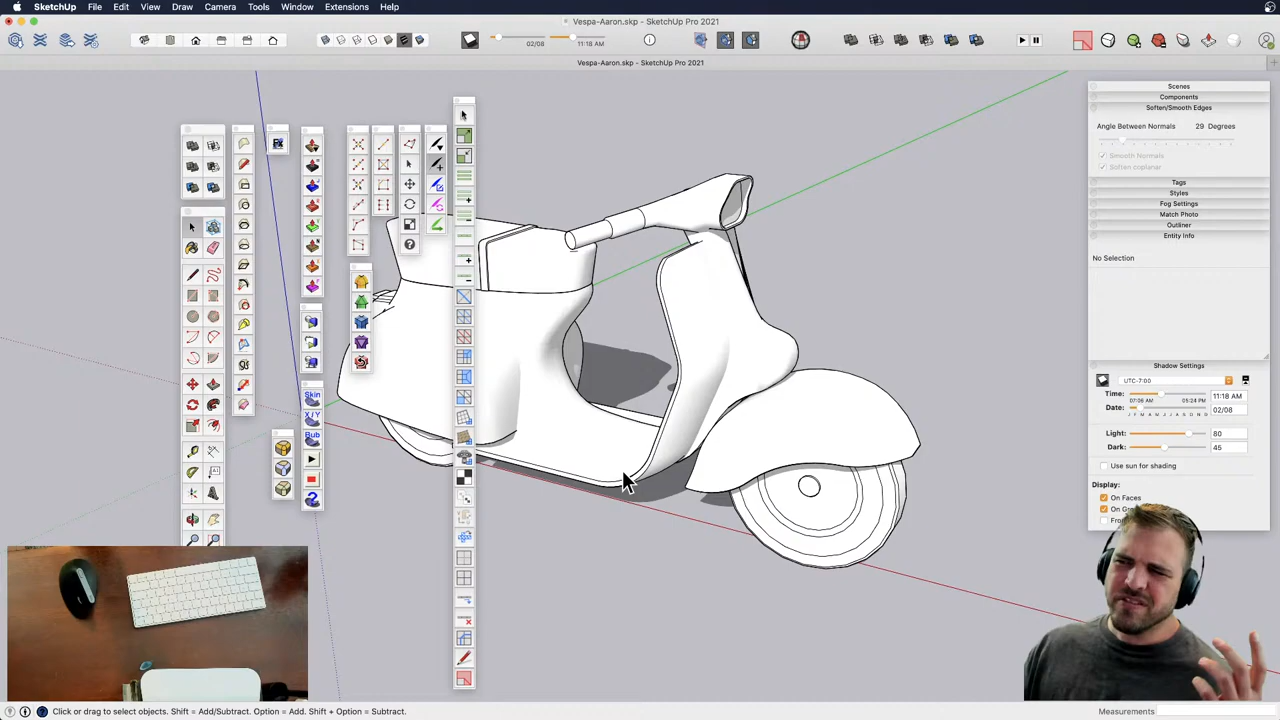 SketchUp File Edit View Draw Camera Tools Window Extensions Help
Vespa-Aaron.skp - SketchUp Pro 2021
02/08
11:18 AM
Vespa-Aaron.skp - SketchUp Pro 2021
Scenes
Components
Soften/Smooth Edges
Angle Between Normals 29 Degrees
Smooth Normals
Soften coplanar
Tags
Styles
Fog Settings
Match Photo
Outliner
Entity Info
No Selection
Shadow Settings
UTC-7:00
Time: 11:18 AM
07:06 AM 05:24 PM
Date: 02/08
J F M A M J J A S O N D
Light: 80
Dark: 45
Use sun for shading
Display:
On Faces
On Gro
Fro
Skin
X/Y
Bub
Click or drag to select objects. Shift = Add/Subtract. Option = Add. Shift + Option = Subtract.
Measurements